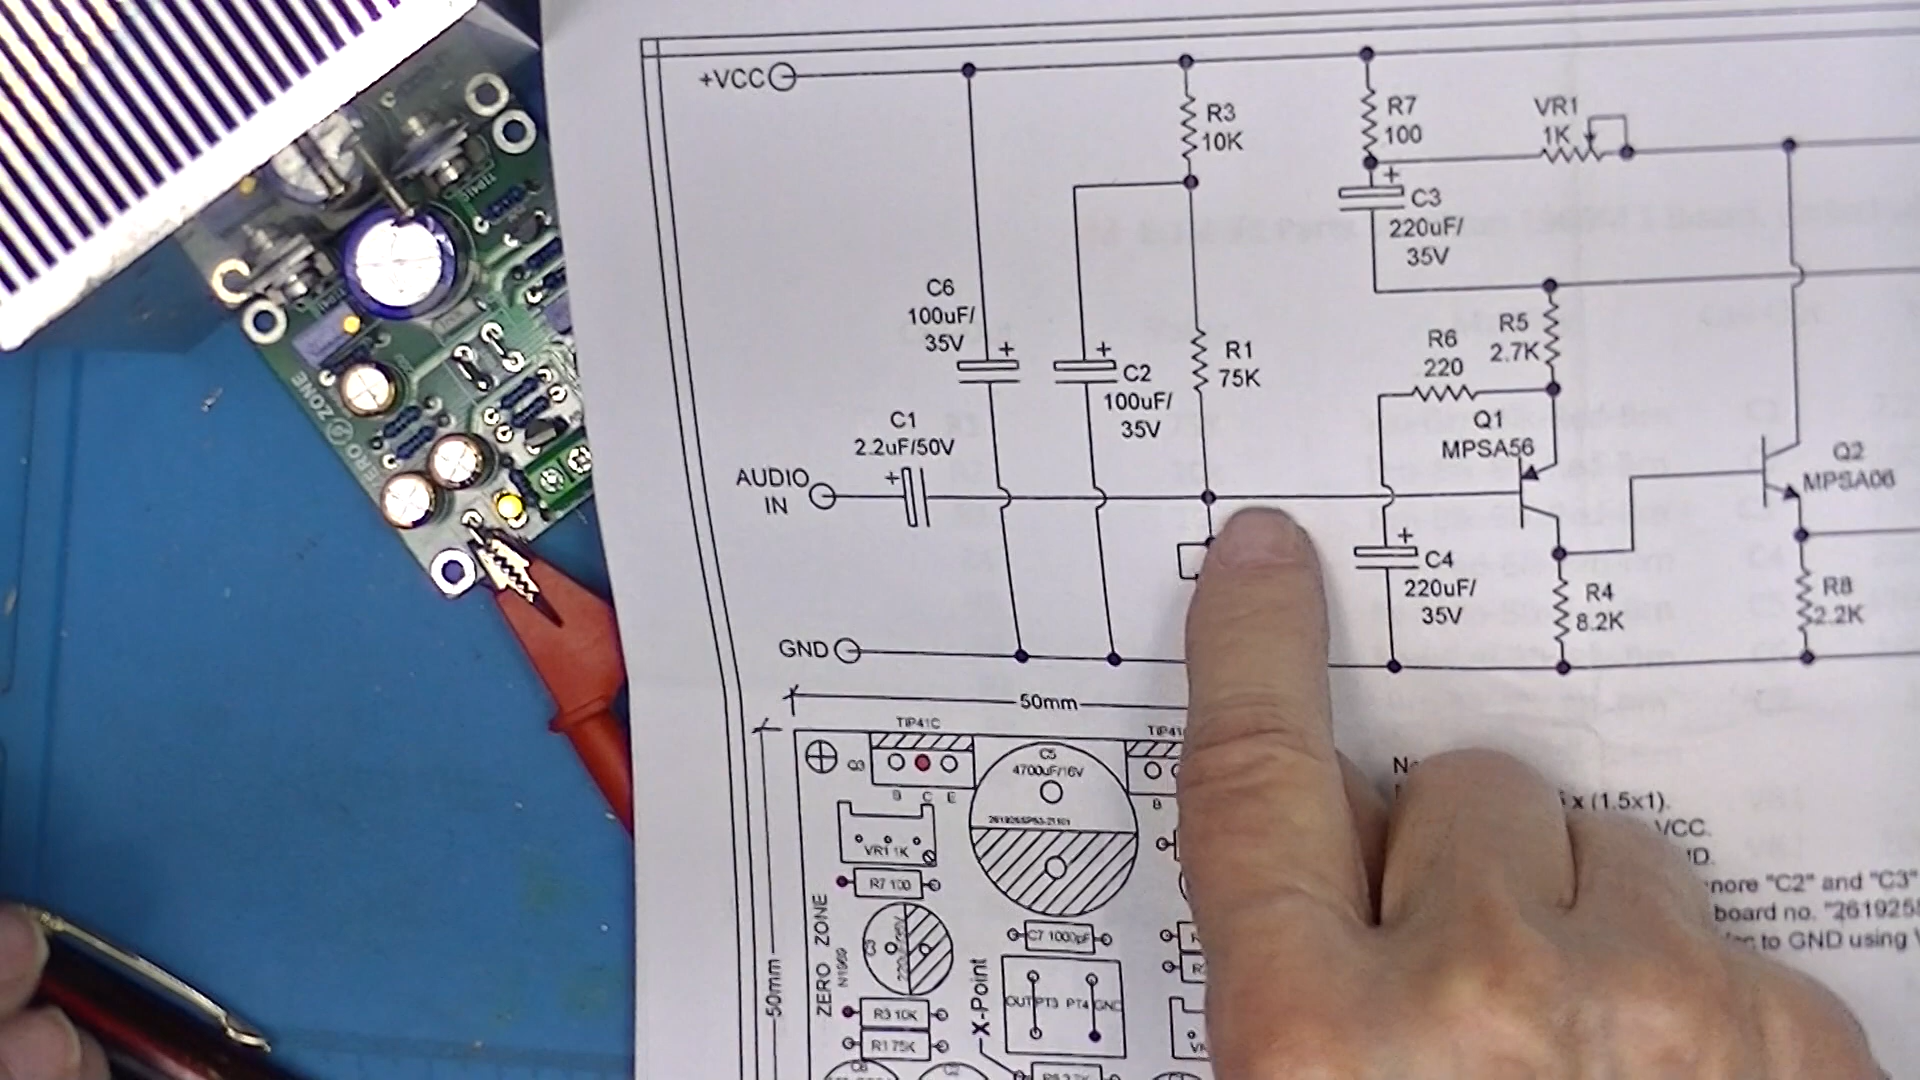 +VCC
R3
10K
R7
100
VR1
1K
+
C3
220uF/
35V
C6
100uF/
35V
+
+
C2
100uF/
35V
R1
75K
R6
220
R5
2.7K
C1
2.2uF/50V
+
AUDIO
IN
Q1
MPSA56
Q2
MPSA06
+
C4
220uF/
35V
R4
8.2K
R8
2.2K
GND
50mm
TIP41C
Q3
B C E
C5
4700uF/16V
B
VR1 1K
R7 100
C3
C7 1000pF
ZERO ZONE
N1969
50mm
X-Point
OUT PT3 PT4 GND
R3 10K
R1 75K
C2
x (1.5x1).
VCC.
"C2" and "C3"
board no.
to GND using
ZERO ZONE
TIP41C